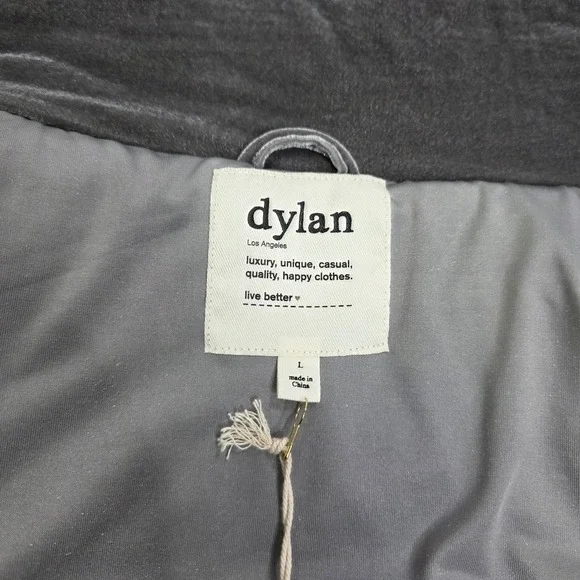 dylan
Los Angeles
luxury, unique, casual,
quality, happy clothes.
live better ♥
L
made in
China